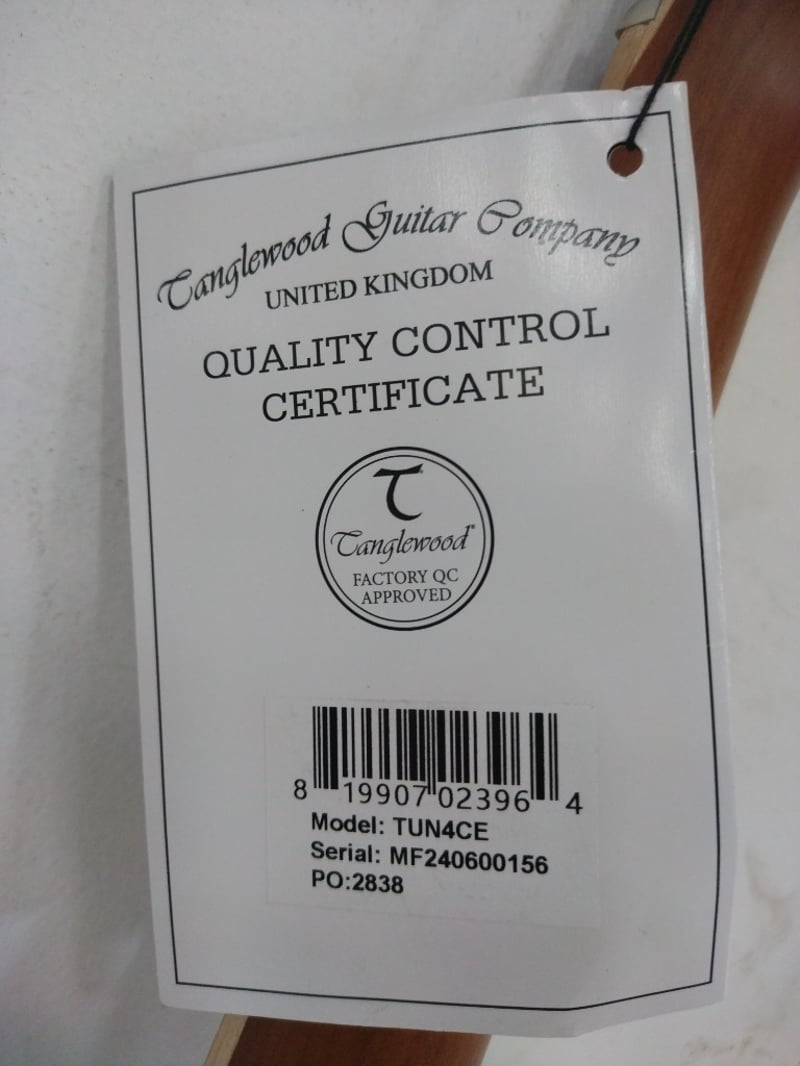 Tanglewood Guitar Company
UNITED KINGDOM
QUALITY CONTROL
CERTIFICATE
T
Tanglewood®
FACTORY QC
APPROVED
8 19907 02396 4
Model: TUN4CE
Serial: MF240600156
PO:2838